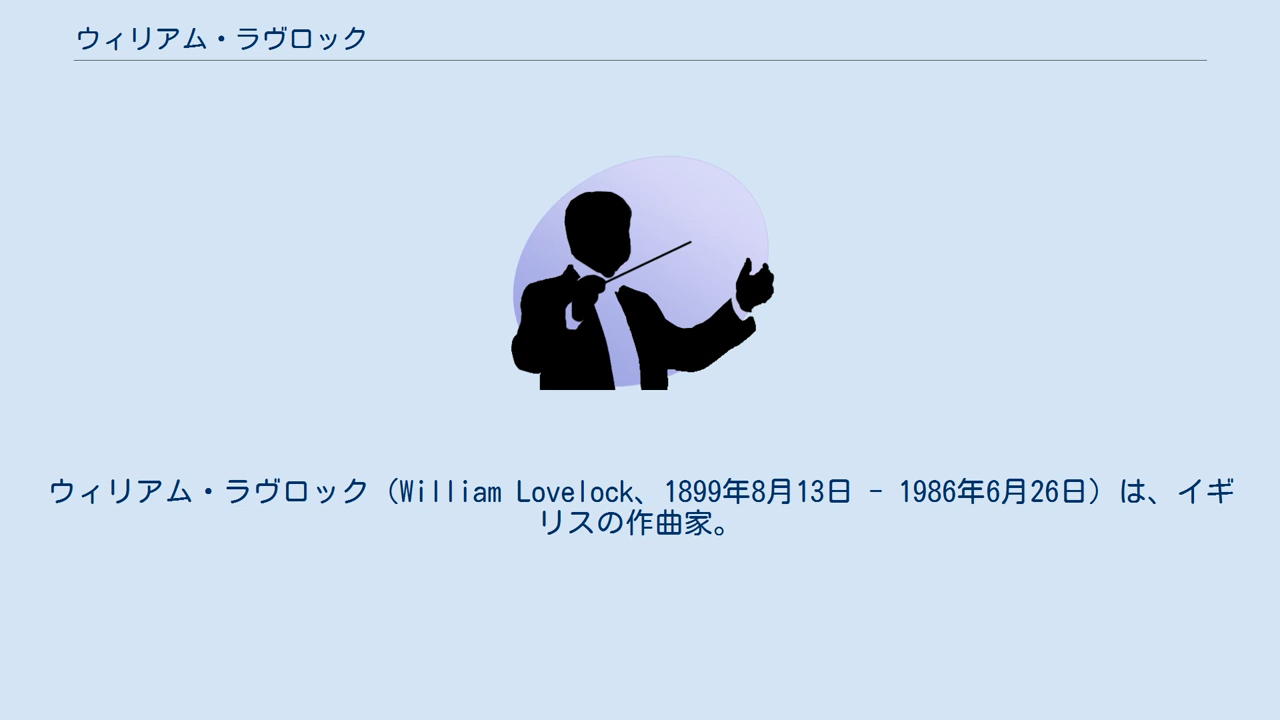 ウィリアム・ラヴロック
ウィリアム・ラヴロック（William Lovelock、1899年8月13日 - 1986年6月26日）は、イギ
リスの作曲家。